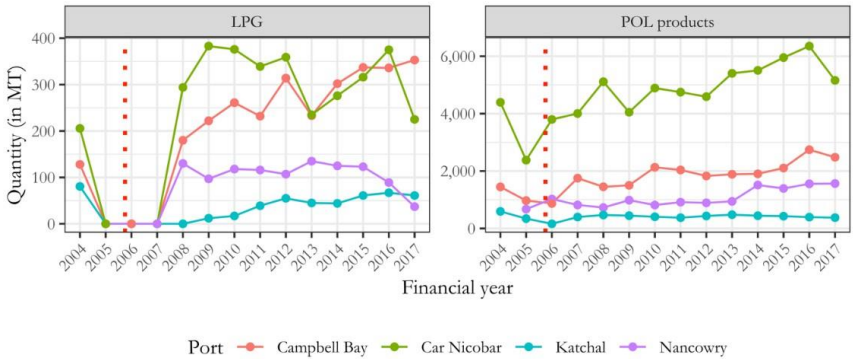 LPG
POL products
Quantity (in MT)
400
300
200
100
0
6,000
4,000
2,000
0
2004 2005 2006 2007 2008 2009 2010 2011 2012 2013 2014 2015 2016 2017
2004 2005 2006 2007 2008 2009 2010 2011 2012 2013 2014 2015 2016 2017
Financial year
Port Campbell Bay Car Nicobar Katchal Nancowry